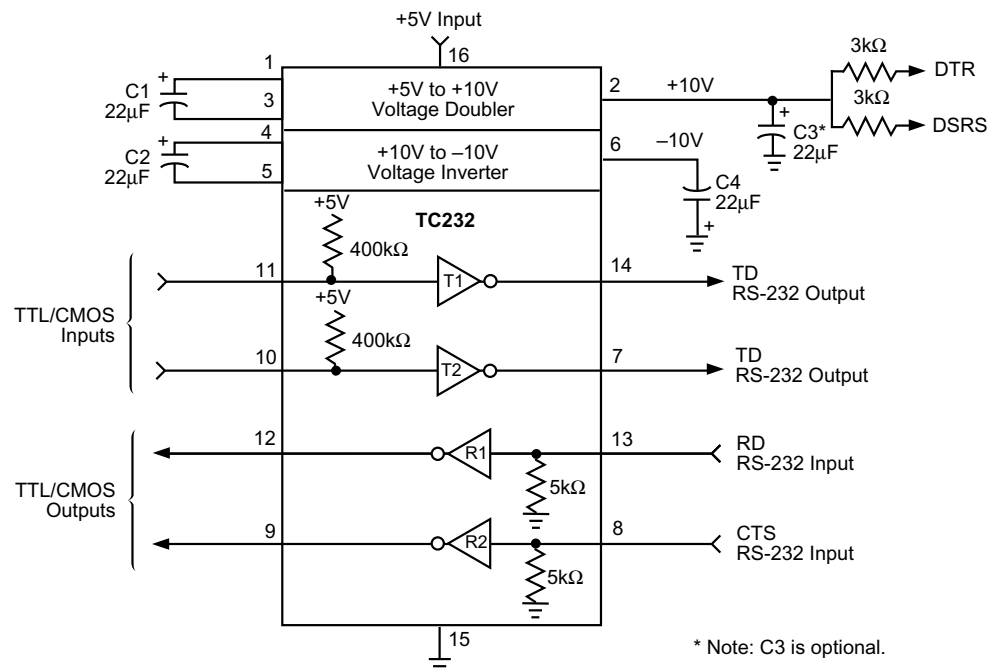 +5V Input
16
1
+
C1
22μF
3
+5V to +10V
Voltage Doubler
2
+10V
3kΩ
DTR
3kΩ
DSRS
+
C3*
22μF
4
+
C2
22μF
5
+10V to –10V
Voltage Inverter
6
–10V
C4
22μF
+
TC232
+5V
400kΩ
11
T1
14
TD
RS-232 Output
+5V
400kΩ
10
T2
7
TD
RS-232 Output
TTL/CMOS
Inputs
12
R1
13
RD
RS-232 Input
5kΩ
TTL/CMOS
Outputs
9
R2
8
CTS
RS-232 Input
5kΩ
15
* Note: C3 is optional.